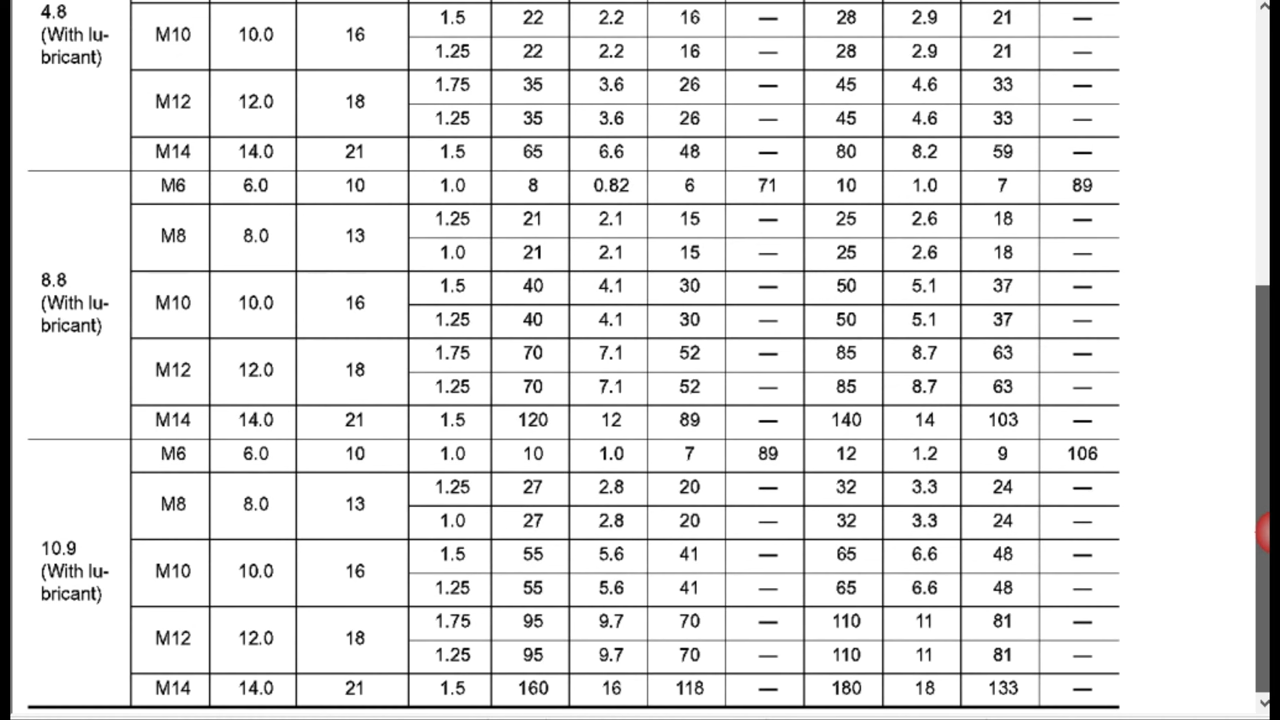 4.8
(With lu-
bricant)
M10 10.0 16 1.5 22 2.2 16 — 28 2.9 21 —
1.25 22 2.2 16 — 28 2.9 21 —
M12 12.0 18 1.75 35 3.6 26 — 45 4.6 33 —
1.25 35 3.6 26 — 45 4.6 33 —
M14 14.0 21 1.5 65 6.6 48 — 80 8.2 59 —
8.8
(With lu-
bricant)
M6 6.0 10 1.0 8 0.82 6 71 10 1.0 7 89
M8 8.0 13 1.25 21 2.1 15 — 25 2.6 18 —
1.0 21 2.1 15 — 25 2.6 18 —
M10 10.0 16 1.5 40 4.1 30 — 50 5.1 37 —
1.25 40 4.1 30 — 50 5.1 37 —
M12 12.0 18 1.75 70 7.1 52 — 85 8.7 63 —
1.25 70 7.1 52 — 85 8.7 63 —
M14 14.0 21 1.5 120 12 89 — 140 14 103 —
10.9
(With lu-
bricant)
M6 6.0 10 1.0 10 1.0 7 89 12 1.2 9 106
M8 8.0 13 1.25 27 2.8 20 — 32 3.3 24 —
1.0 27 2.8 20 — 32 3.3 24 —
M10 10.0 16 1.5 55 5.6 41 — 65 6.6 48 —
1.25 55 5.6 41 — 65 6.6 48 —
M12 12.0 18 1.75 95 9.7 70 — 110 11 81 —
1.25 95 9.7 70 — 110 11 81 —
M14 14.0 21 1.5 160 16 118 — 180 18 133 —